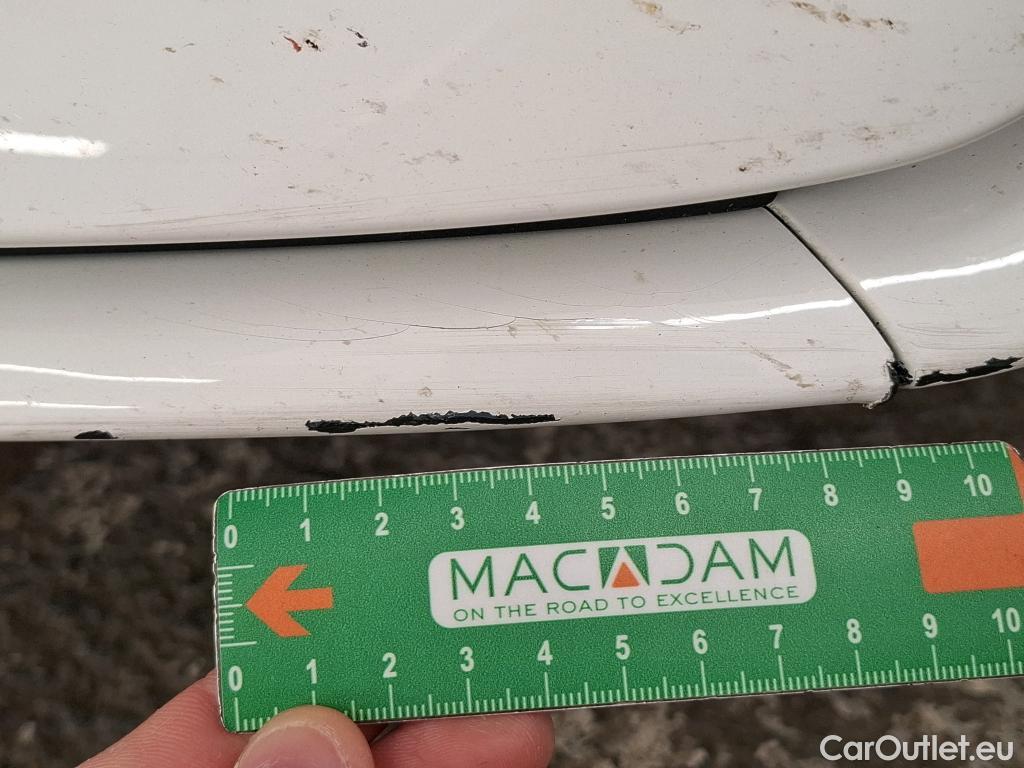 0 1 2 3 4 5 6 7 8 9 10
MACADAM
ON THE ROAD TO EXCELLENCE
0 1 2 3 4 5 6 7 8 9 10
CarOutlet.eu